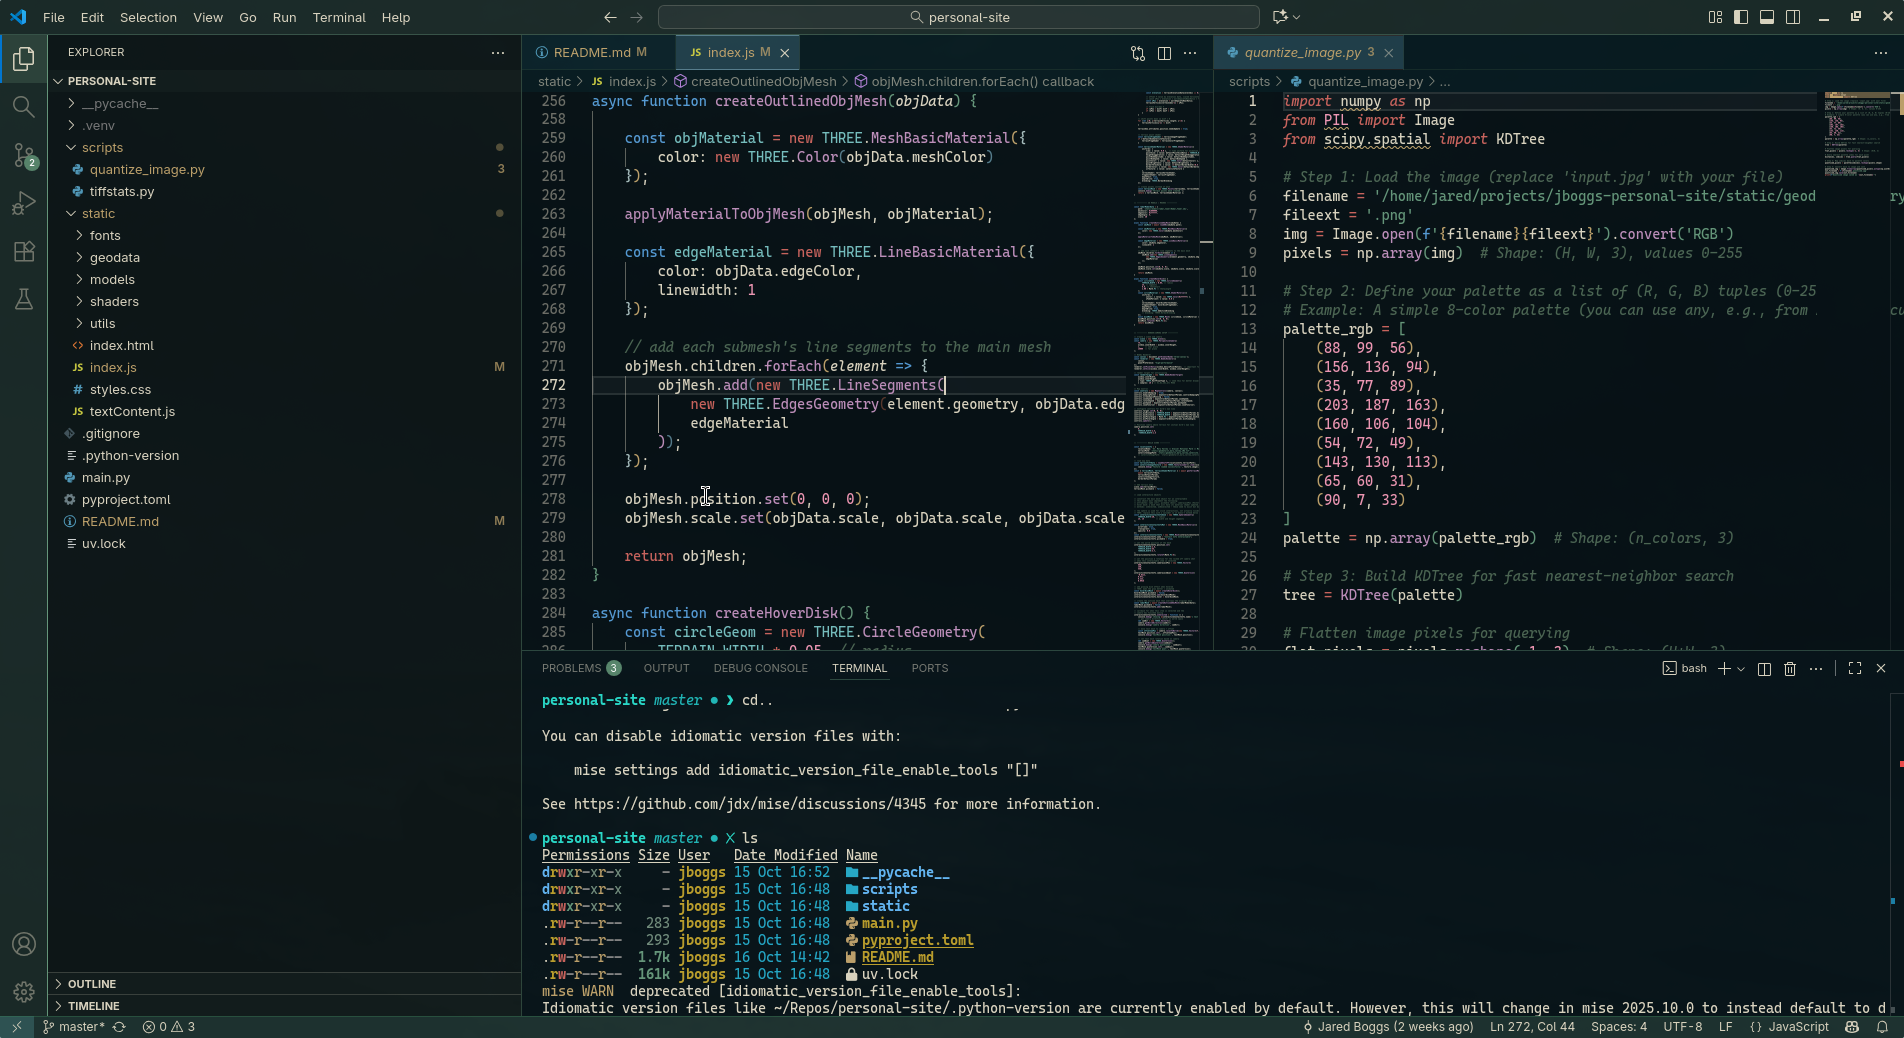 File Edit Selection View Go Run Terminal Help
personal-site
EXPLORER
PERSONAL-SITE
__pycache__
.venv
scripts
quantize_image.py 3
tiffstats.py
static
fonts
geodata
models
shaders
utils
index.html
index.js M
styles.css
textContent.js
.gitignore
.python-version
main.py
pyproject.toml
README.md M
uv.lock
OUTLINE
TIMELINE
2
README.md M
JS index.js M
static > JS index.js > createOutlinedObjMesh > objMesh.children.forEach() callback
256 async function createOutlinedObjMesh(objData) {
258
259 const objMaterial = new THREE.MeshBasicMaterial({
260 color: new THREE.Color(objData.meshColor)
261 });
262
263 applyMaterialToObjMesh(objMesh, objMaterial);
264
265 const edgeMaterial = new THREE.LineBasicMaterial({
266 color: objData.edgeColor,
267 linewidth: 1
268 });
269
270 // add each submesh's line segments to the main mesh
271 objMesh.children.forEach(element => {
272 objMesh.add(new THREE.LineSegments(
273 new THREE.EdgesGeometry(element.geometry, objData.edg
274 edgeMaterial
275 ));
276 });
277
278 objMesh.position.set(0, 0, 0);
279 objMesh.scale.set(objData.scale, objData.scale, objData.scale
280
281 return objMesh;
282 }
283
284 async function createHoverDisk() {
285 const circleGeom = new THREE.CircleGeometry(
286 TERRAIN_WIDTH * 0.05, // radius
quantize_image.py 3
scripts > quantize_image.py > ...
1 import numpy as np
2 from PIL import Image
3 from scipy.spatial import KDTree
4
5 # Step 1: Load the image (replace 'input.jpg' with your file)
6 filename = '/home/jared/projects/jboggs-personal-site/static/geod
7 fileext = '.png'
8 img = Image.open(f'{filename}{fileext}').convert('RGB')
9 pixels = np.array(img) # Shape: (H, W, 3), values 0-255
10
11 # Step 2: Define your palette as a list of (R, G, B) tuples (0-25
12 # Example: A simple 8-color palette (you can use any, e.g., from
13 palette_rgb = [
14 (88, 99, 56),
15 (156, 136, 94),
16 (35, 77, 89),
17 (203, 187, 163),
18 (160, 106, 104),
19 (54, 72, 49),
20 (143, 130, 113),
21 (65, 60, 31),
22 (90, 7, 33)
23 ]
24 palette = np.array(palette_rgb) # Shape: (n_colors, 3)
25
26 # Step 3: Build KDTree for fast nearest-neighbor search
27 tree = KDTree(palette)
28
29 # Flatten image pixels for querying
PROBLEMS 3 OUTPUT DEBUG CONSOLE TERMINAL PORTS
bash
personal-site master ● ❯ cd..
You can disable idiomatic version files with:
mise settings add idiomatic_version_file_enable_tools "[]"
See https://github.com/jdx/mise/discussions/4345 for more information.
personal-site master ● X ls
Permissions Size User Date Modified Name
drwxr-xr-x - jboggs 15 Oct 16:52 __pycache__
drwxr-xr-x - jboggs 15 Oct 16:48 scripts
drwxr-xr-x - jboggs 15 Oct 16:48 static
.rw-r--r-- 283 jboggs 15 Oct 16:48 main.py
.rw-r--r-- 293 jboggs 15 Oct 16:48 pyproject.toml
.rw-r--r-- 1.7k jboggs 16 Oct 14:42 README.md
.rw-r--r-- 161k jboggs 15 Oct 16:48 uv.lock
mise WARN deprecated [idiomatic_version_file_enable_tools]:
Idiomatic version files like ~/Repos/personal-site/.python-version are currently enabled by default. However, this will change in mise 2025.10.0 to instead default to d
master* 0 3 Jared Boggs (2 weeks ago) Ln 272, Col 44 Spaces: 4 UTF-8 LF {} JavaScript